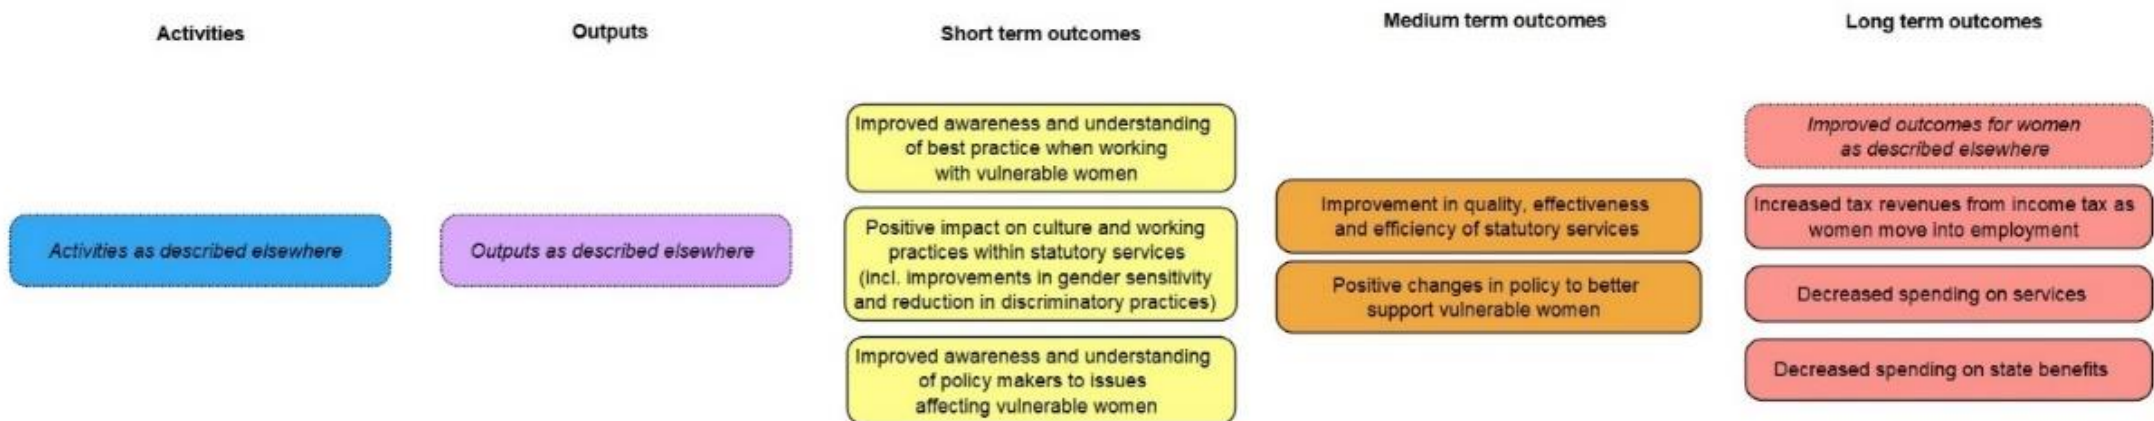 Activities
Outputs
Short term outcomes
Medium term outcomes
Long term outcomes
Activities as described elsewhere
Outputs as described elsewhere
Improved awareness and understanding
of best practice when working
with vulnerable women
Positive impact on culture and working
practices within statutory services
(incl. improvements in gender sensitivity
and reduction in discriminatory practices)
Improved awareness and understanding
of policy makers to issues
affecting vulnerable women
Improvement in quality, effectiveness
and efficiency of statutory services
Positive changes in policy to better
support vulnerable women
Improved outcomes for women
as described elsewhere
Increased tax revenues from income tax as
women move into employment
Decreased spending on services
Decreased spending on state benefits